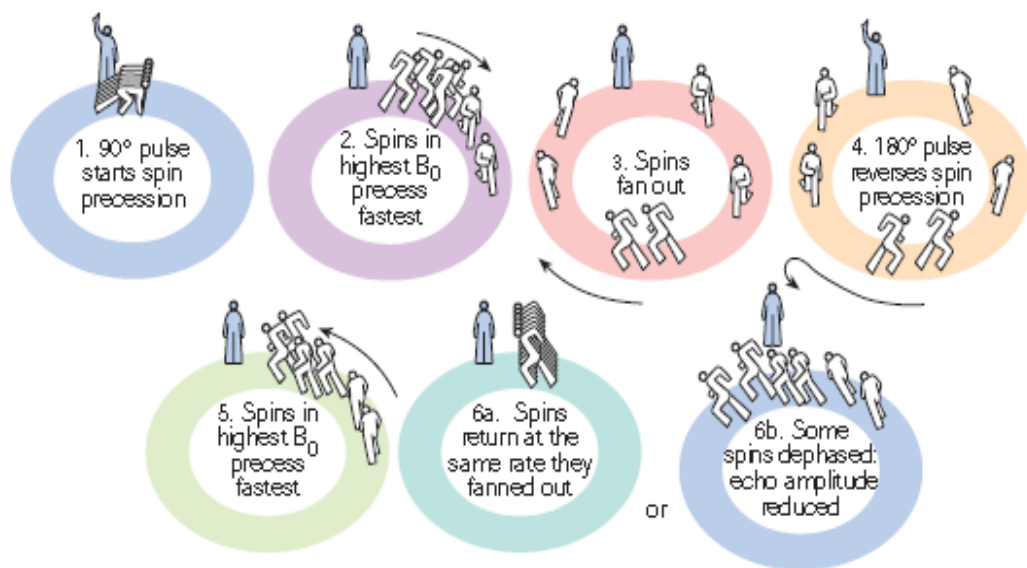 1. 90° pulse
starts spin
precession
2. Spins in
highest B0
precess
fastest
3. Spins
fan out
4. 180° pulse
reverses spin
precession
5. Spins in
highest B0
precess
fastest
6a. Spins
return at the
same rate they
fanned out
or
6b. Some
spins dephased:
echo amplitude
reduced